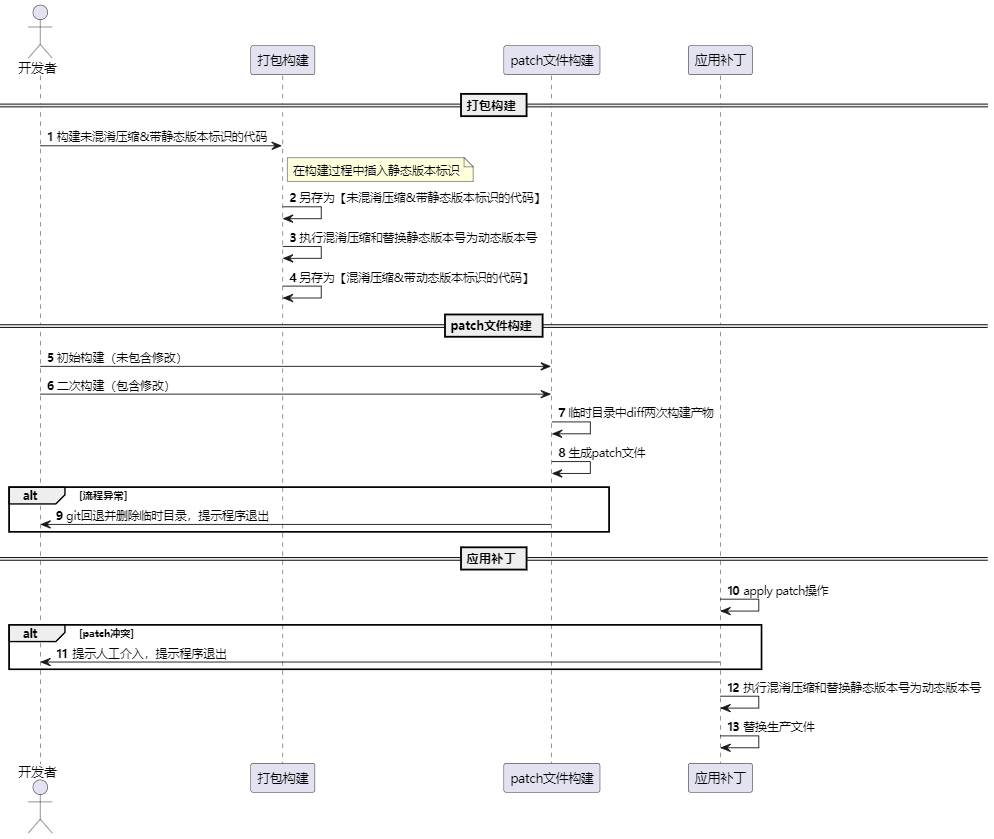 开发者
打包构建
patch文件构建
应用补丁
打包构建
1 构建未混淆压缩&带静态版本标识的代码
在构建过程中插入静态版本标识
2 另存为【未混淆压缩&带静态版本标识的代码】
3 执行混淆压缩和替换静态版本号为动态版本号
4 另存为【混淆压缩&带动态版本标识的代码】
patch文件构建
5 初始构建（未包含修改）
6 二次构建（包含修改）
7 临时目录中diff两次构建产物
8 生成patch文件
alt [流程异常]
9 git回退并删除临时目录，提示程序退出
应用补丁
10 apply patch操作
alt [patch冲突]
11 提示人工介入，提示程序退出
12 执行混淆压缩和替换静态版本号为动态版本号
13 替换生产文件
开发者
打包构建
patch文件构建
应用补丁